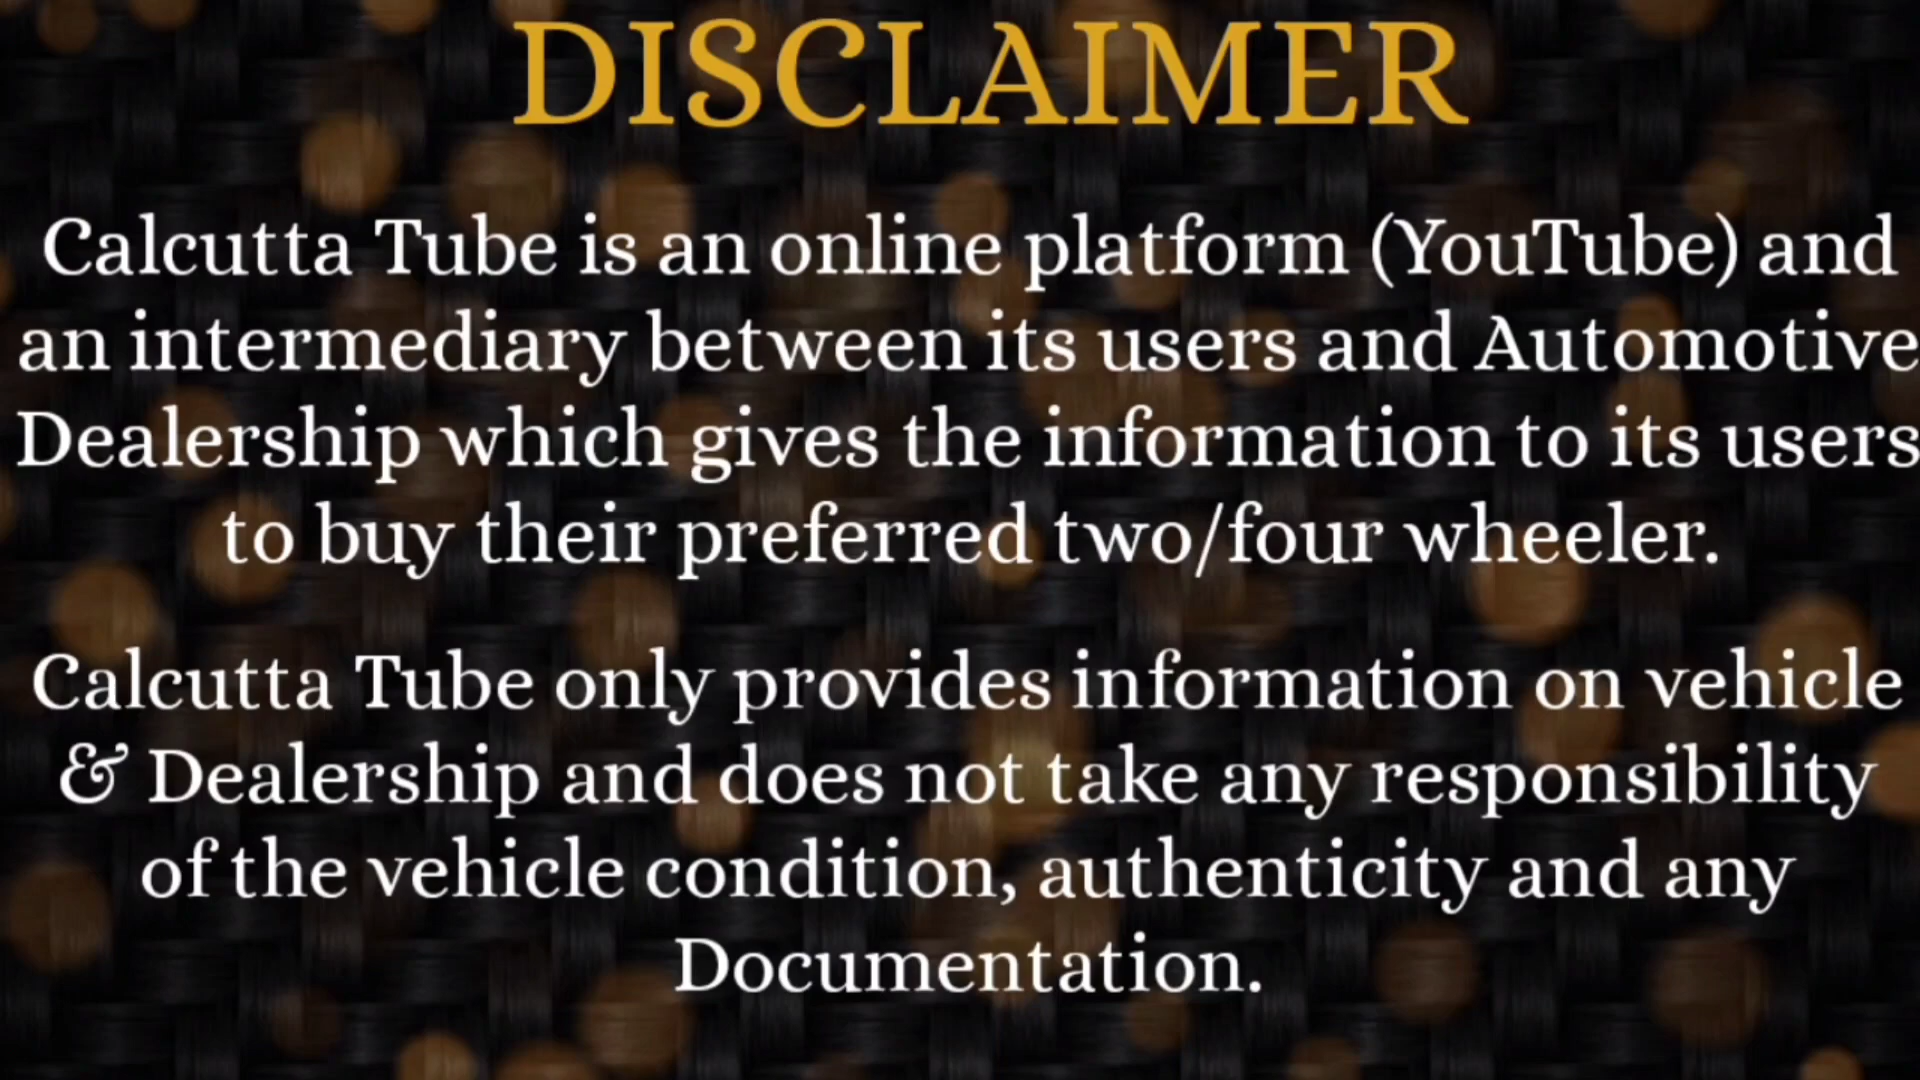 DISCLAIMER
Calcutta Tube is an online platform (YouTube) and
an intermediary between its users and Automotive
Dealership which gives the information to its users
to buy their preferred two/four wheeler.
Calcutta Tube only provides information on vehicle
& Dealership and does not take any responsibility
of the vehicle condition, authenticity and any
Documentation.